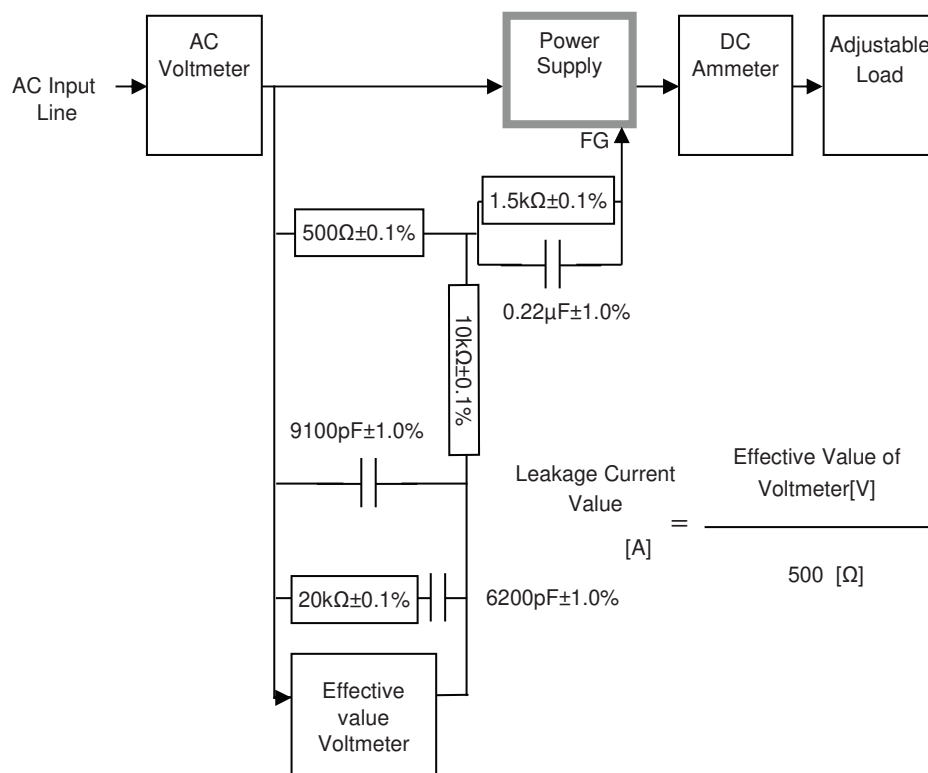 AC
Voltmeter
Power
Supply
DC
Ammeter
Adjustable
Load
AC Input
Line
FG
1.5kΩ±0.1%
500Ω±0.1%
0.22µF±1.0%
10kΩ±0.1%
9100pF±1.0%
Leakage Current
Value
[A]
=
Effective Value of
Voltmeter[V]
500 [Ω]
20kΩ±0.1%
6200pF±1.0%
Effective
value
Voltmeter